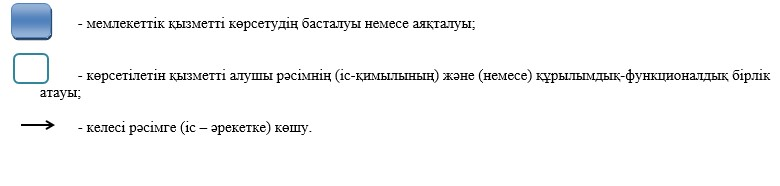 - мемлекеттік қызметті көрсетудің басталуы немесе аяқталуы;
- көрсетілетін қызметті алушы рәсімнің (іс-қимылының) және (немесе) құрылымдық-функционалдық бірлік
атауы;
- келесі рәсімге (іс – әрекетке) көшу.